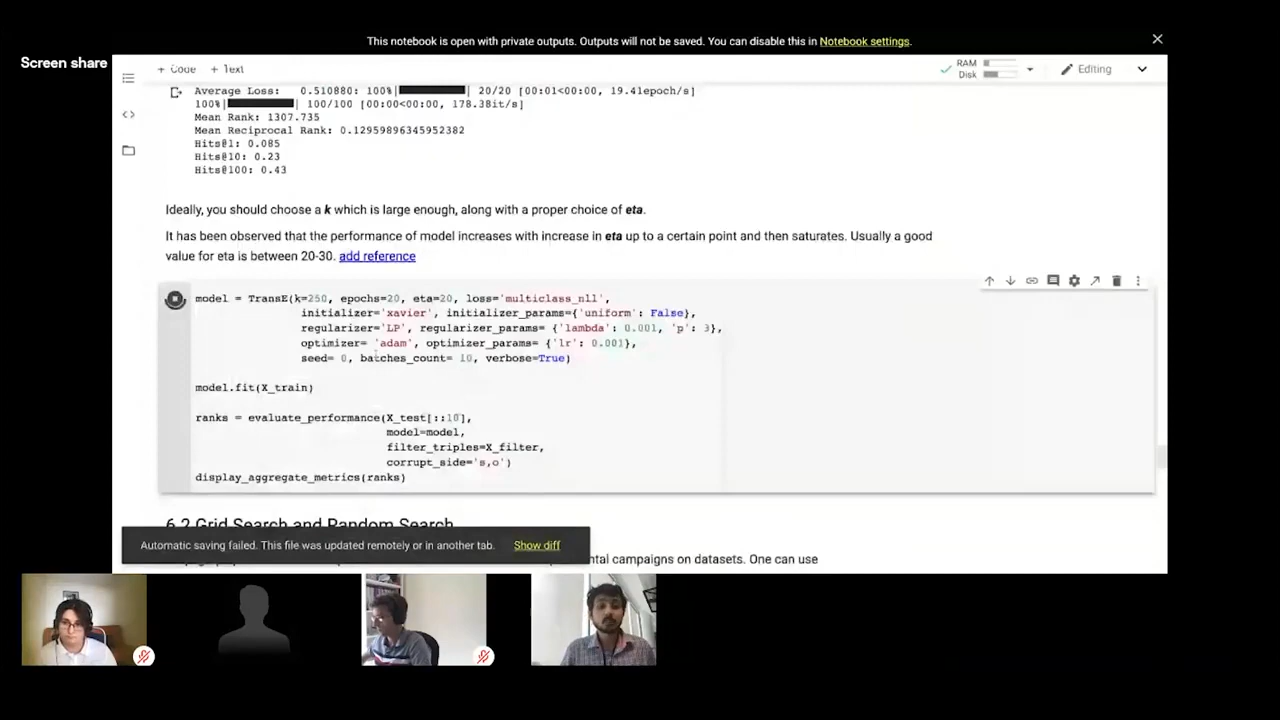 This notebook is open with private outputs. Outputs will not be saved. You can disable this in Notebook settings.
Screen share
+ Code + Text
RAM
Disk
Editing
Average Loss: 0.510880: 100%| | 20/20 [00:01<00:00, 19.41epoch/s]
100%| | 100/100 [00:00<00:00, 178.38it/s]
Mean Rank: 1307.735
Mean Reciprocal Rank: 0.12959896345952382
Hits@1: 0.085
Hits@10: 0.23
Hits@100: 0.43
Ideally, you should choose a k which is large enough, along with a proper choice of eta.
It has been observed that the performance of model increases with increase in eta up to a certain point and then saturates. Usually a good
value for eta is between 20-30. add reference
model = TransE(k=250, epochs=20, eta=20, loss='multiclass_nll',
initializer='xavier', initializer_params={'uniform': False},
regularizer='LP', regularizer_params= {'lambda': 0.001, 'p': 3},
optimizer= 'adam', optimizer_params= {'lr': 0.001},
seed= 0, batches_count= 10, verbose=True)
model.fit(X_train)
ranks = evaluate_performance(X_test[::10],
model=model,
filter_triples=X_filter,
corrupt_side='s,o')
display_aggregate_metrics(ranks)
6.2 Grid Search and Random Search
Automatic saving failed. This file was updated remotely or in another tab. Show diff
ntal campaigns on datasets. One can use